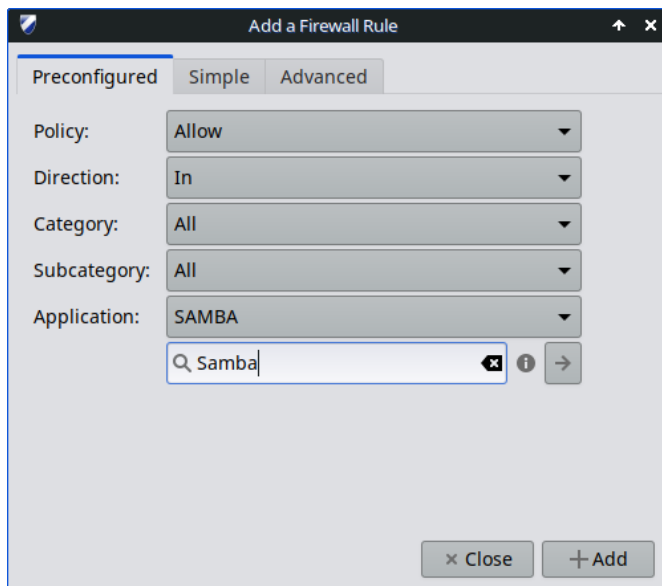 Add a Firewall Rule
Preconfigured Simple Advanced
Policy: Allow
Direction: In
Category: All
Subcategory: All
Application: SAMBA
Samba
Close Add